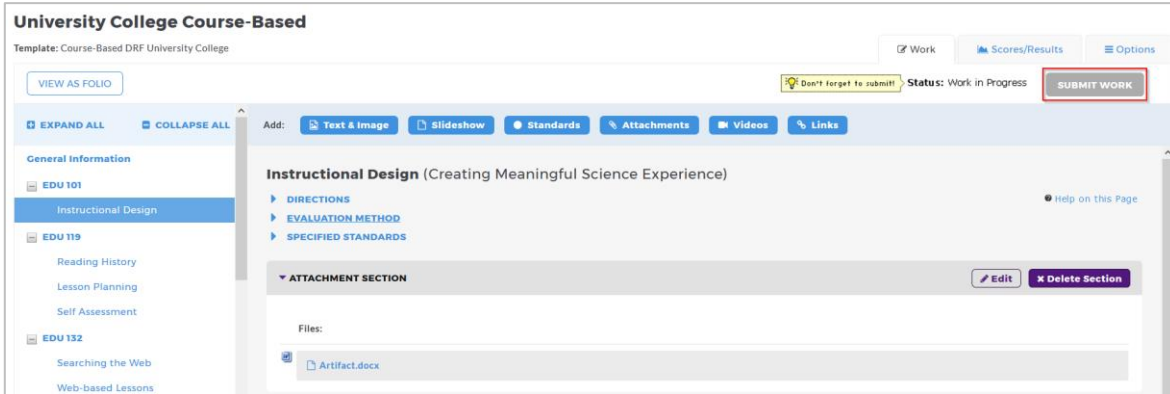 University College Course-Based
Template: Course-Based DRF University College
Work
Scores/Results
Options
VIEW AS FOLIO
Don't forget to submit!
Status: Work in Progress
SUBMIT WORK
EXPAND ALL
COLLAPSE ALL
Add:
Text & Image
Slideshow
Standards
Attachments
Videos
Links
General Information
EDU 101
Instructional Design
EDU 119
Reading History
Lesson Planning
Self Assessment
EDU 132
Searching the Web
Web-based Lessons
Instructional Design (Creating Meaningful Science Experience)
DIRECTIONS
Help on this Page
EVALUATION METHOD
SPECIFIED STANDARDS
ATTACHMENT SECTION
Edit
Delete Section
Files:
Artifact.docx